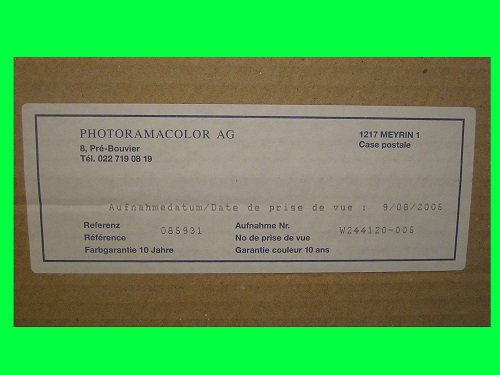 PHOTORAMACOLOR AG
8, Pré-Bouvier
Tél. 022 719 08 19
1217 MEYRIN 1
Case postale
Aufnahmedatum/Date de prise de vue : 9/08/2005
Referenz
Référence
085931
Farbgarantie 10 Jahre
Aufnahme Nr.
No de prise de vue
WZ44120-005
Garantie couleur 10 ans